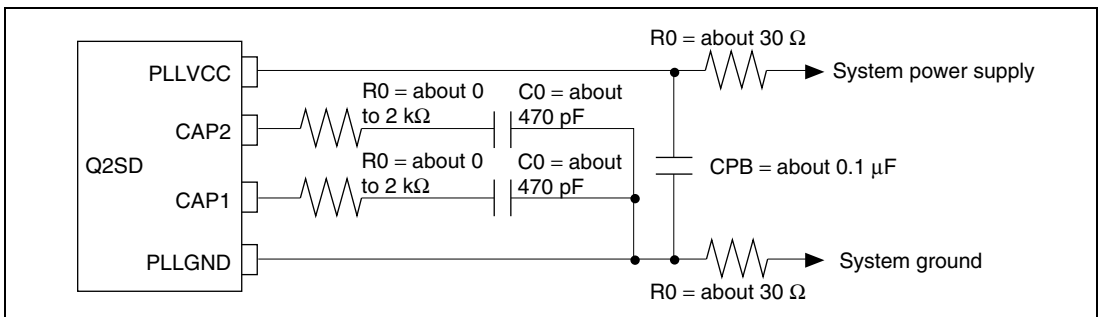 R0 = about 30 Ω
PLLVCC
System power supply
R0 = about 0
to 2 kΩ
C0 = about
470 pF
CAP2
Q2SD
R0 = about 0
to 2 kΩ
C0 = about
470 pF
CPB = about 0.1 μF
CAP1
PLLGND
System ground
R0 = about 30 Ω